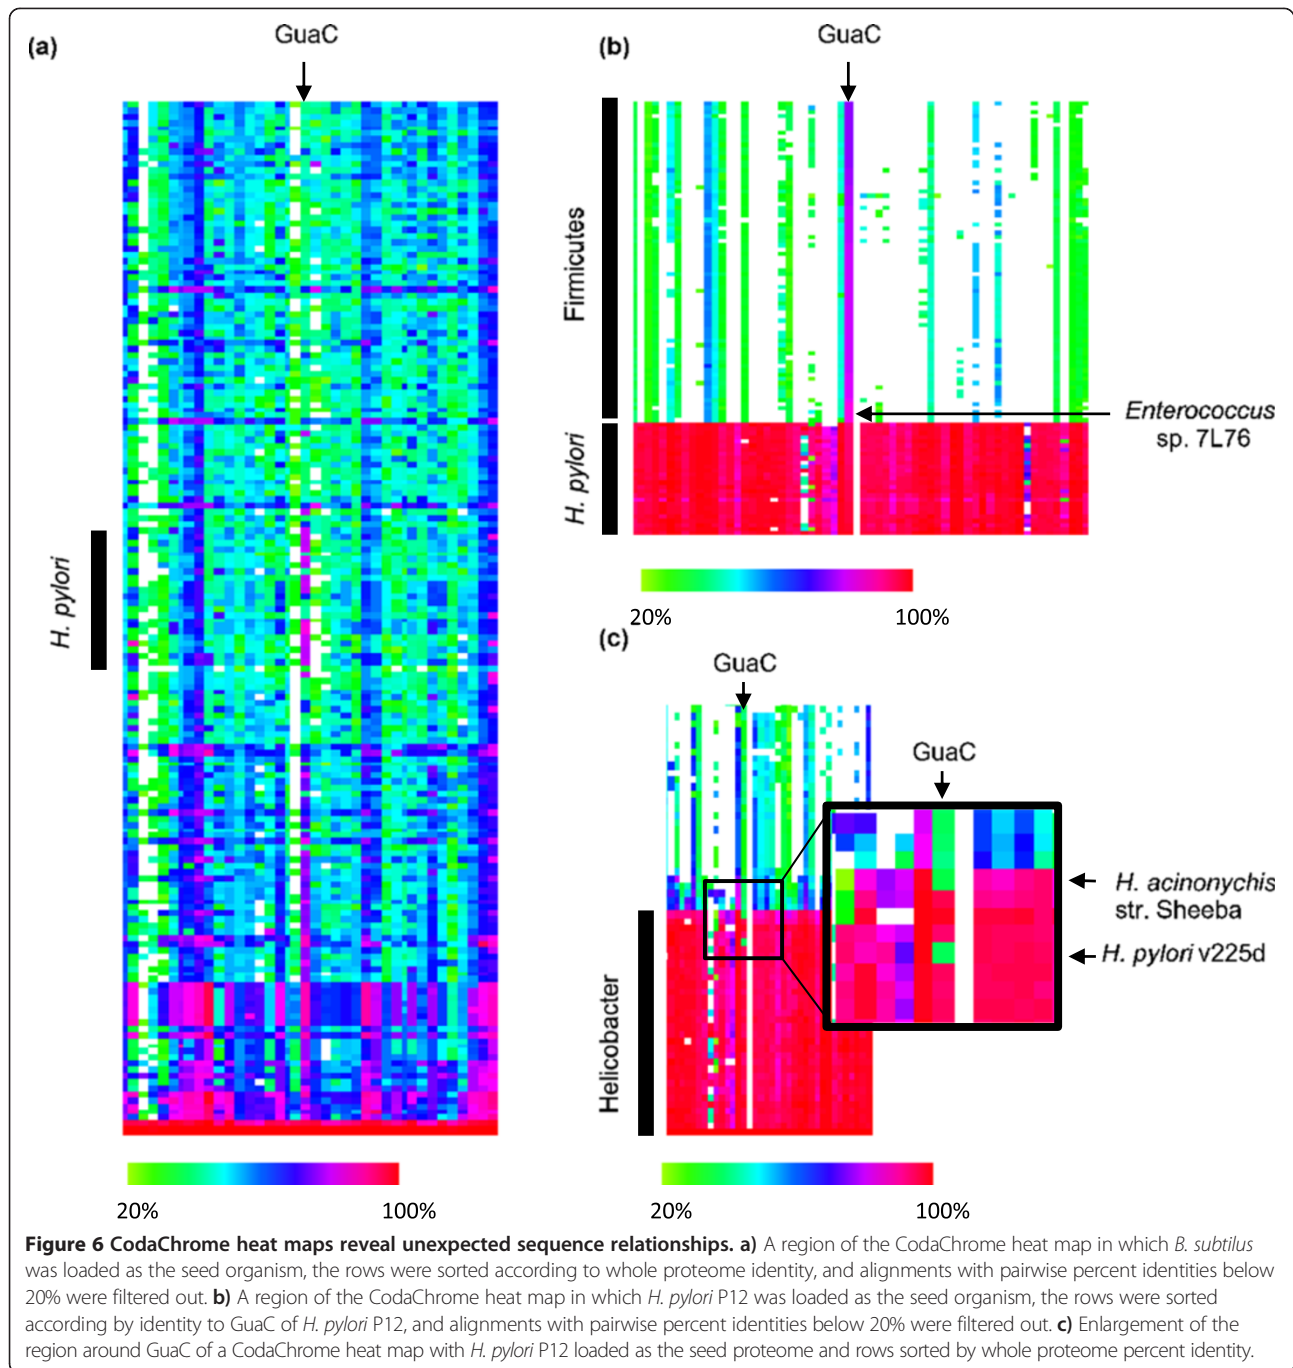 (a)
GuaC
H. pylori
20%
100%
(b)
GuaC
Firmicutes
H. pylori
Enterococcus
sp. 7L76
20%
100%
(c)
GuaC
GuaC
Helicobacter
H. acinonychis
str. Sheeba
H. pylori v225d
20%
100%
Figure 6 CodaChrome heat maps reveal unexpected sequence relationships. a) A region of the CodaChrome heat map in which B. subtilus
was loaded as the seed organism, the rows were sorted according to whole proteome identity, and alignments with pairwise percent identities below
20% were filtered out. b) A region of the CodaChrome heat map in which H. pylori P12 was loaded as the seed organism, the rows were sorted
according by identity to GuaC of H. pylori P12, and alignments with pairwise percent identities below 20% were filtered out. c) Enlargement of the
region around GuaC of a CodaChrome heat map with H. pylori P12 loaded as the seed proteome and rows sorted by whole proteome percent identity.